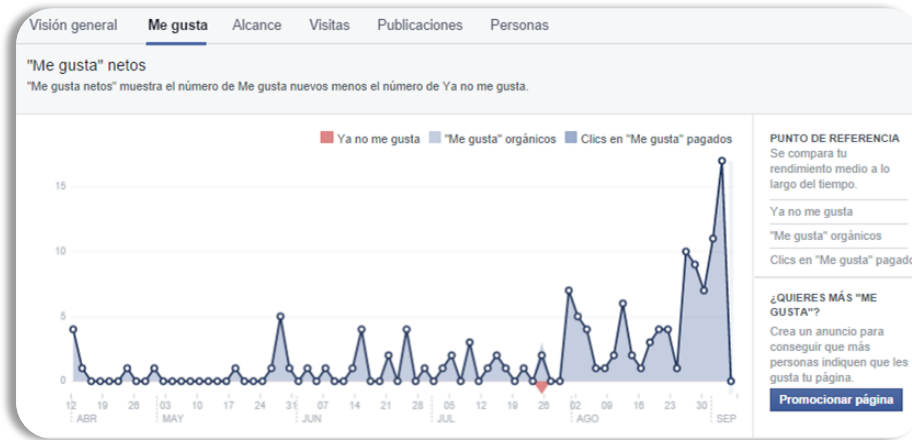 Visión general Me gusta Alcance Visitas Publicaciones Personas
"Me gusta" netos
"Me gusta netos" muestra el número de Me gusta nuevos menos el número de Ya no me gusta.
Ya no me gusta "Me gusta" orgánicos Clics en "Me gusta" pagados
15
10
5
0
12 19 26 03 10 17 24 31 07 14 21 28 05 12 19 26 02 09 16 23 30
ABR MAY JUN JUL AGO SEP
PUNTO DE REFERENCIA
Se compara tu
rendimiento medio a lo
largo del tiempo.
Ya no me gusta
"Me gusta" orgánicos
Clics en "Me gusta" pagado
¿QUIERES MÁS "ME
GUSTA"?
Crea un anuncio para
conseguir que más
personas indiquen que les
gusta tu página.
Promocionar página